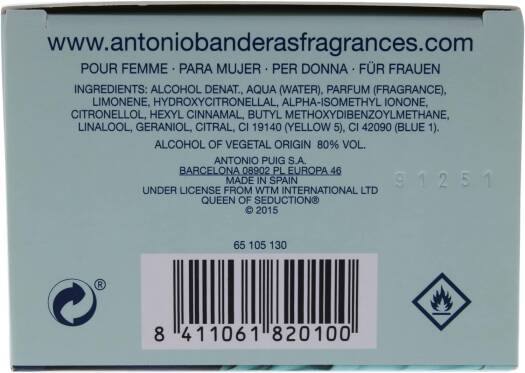 www.antoniobanderasfragrances.com
POUR FEMME · PARA MUJER · PER DONNA · FÜR FRAUEN
INGREDIENTS: ALCOHOL DENAT., AQUA (WATER), PARFUM (FRAGRANCE),
LIMONENE, HYDROXYCITRONELLAL, ALPHA-ISOMETHYL IONONE,
CITRONELLOL, HEXYL CINNAMAL, BUTYL METHOXYDIBENZOYLMETHANE,
LINALOOL, GERANIOL, CITRAL, CI 19140 (YELLOW 5), CI 42090 (BLUE 1).
ALCOHOL OF VEGETAL ORIGIN 80% VOL.
ANTONIO PUIG S.A.
BARCELONA 08902 PL EUROPA 46
MADE IN SPAIN
UNDER LICENSE FROM WTM INTERNATIONAL LTD
QUEEN OF SEDUCTION®
© 2015
91251
65 105 130
®
8 411061 820100